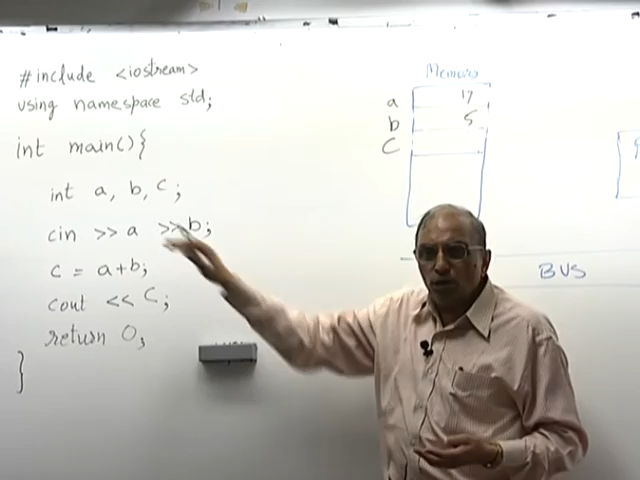 #include <iostream>
using namespace std;
int main(){
int a, b, c;
cin >> a >> b;
c = a+b;
cout << c;
return 0;
}
Memory
a 17
b 5
C
BUS